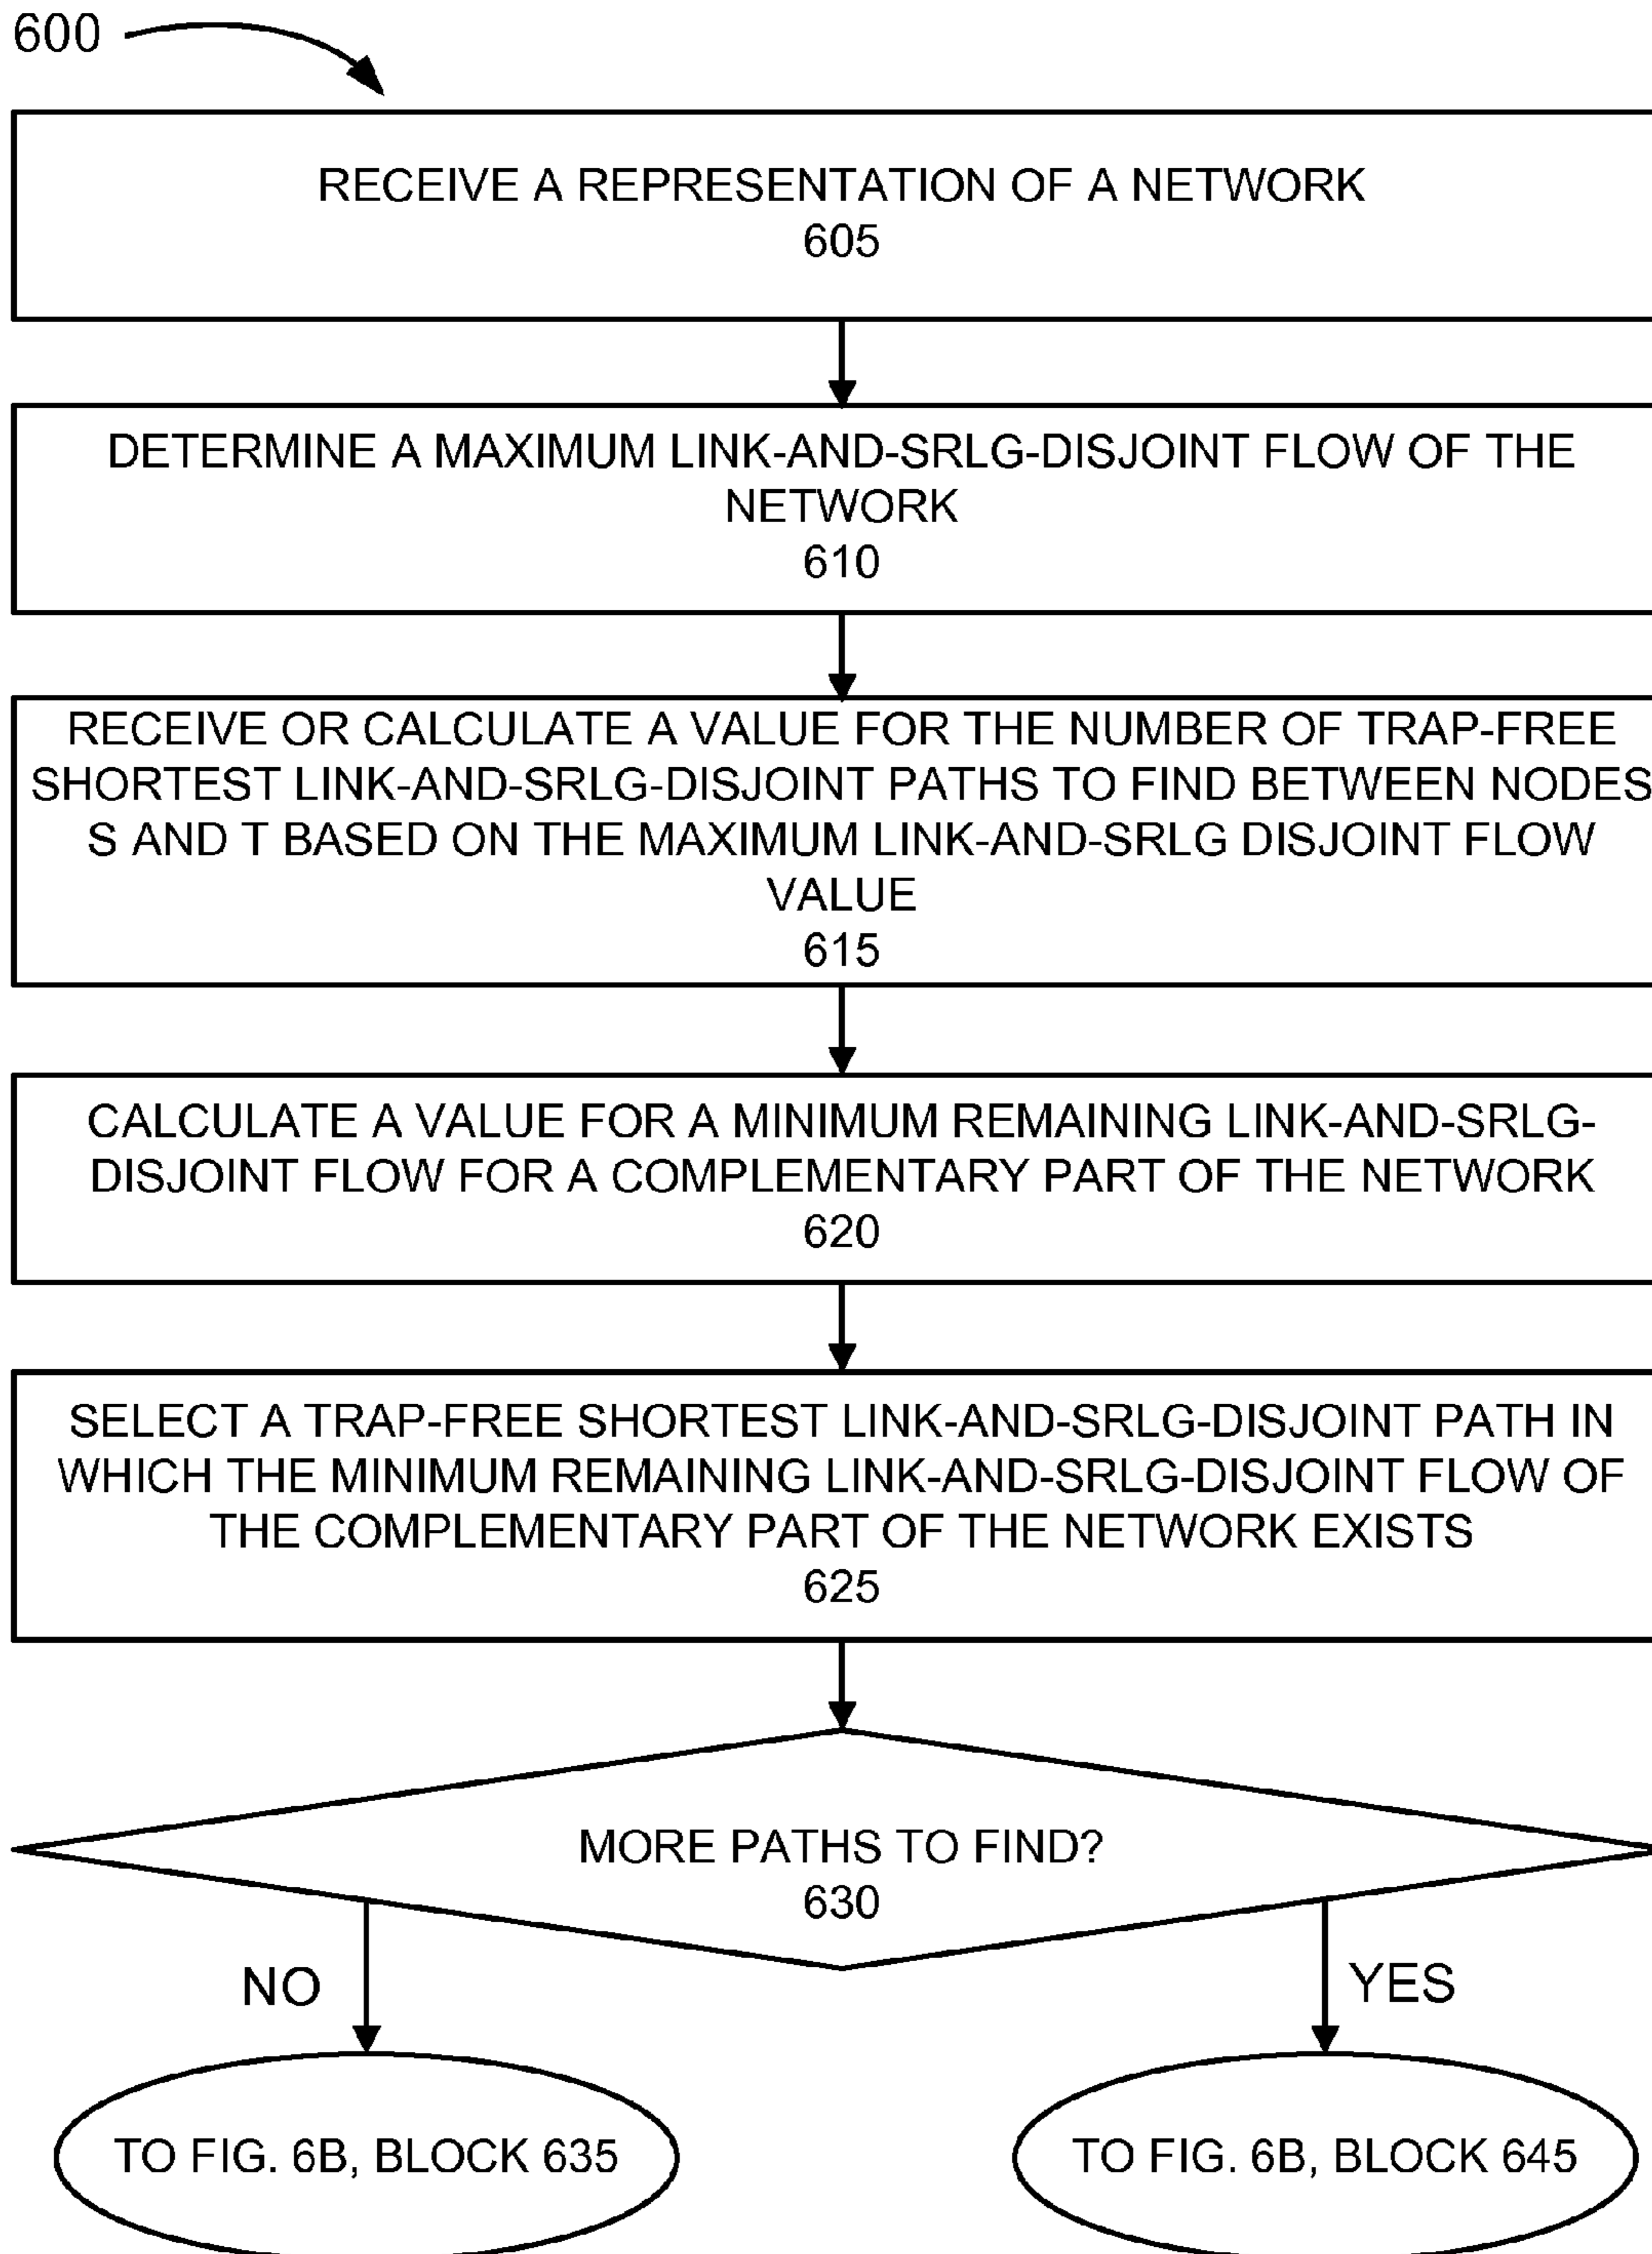 600
RECEIVE A REPRESENTATION OF A NETWORK
605
DETERMINE A MAXIMUM LINK-AND-SRLG-DISJOINT FLOW OF THE
NETWORK
610
RECEIVE OR CALCULATE A VALUE FOR THE NUMBER OF TRAP-FREE
SHORTEST LINK-AND-SRLG-DISJOINT PATHS TO FIND BETWEEN NODES
S AND T BASED ON THE MAXIMUM LINK-AND-SRLG DISJOINT FLOW
VALUE
615
CALCULATE A VALUE FOR A MINIMUM REMAINING LINK-AND-SRLG-
DISJOINT FLOW FOR A COMPLEMENTARY PART OF THE NETWORK
620
SELECT A TRAP-FREE SHORTEST LINK-AND-SRLG-DISJOINT PATH IN
WHICH THE MINIMUM REMAINING LINK-AND-SRLG-DISJOINT FLOW OF
THE COMPLEMENTARY PART OF THE NETWORK EXISTS
625
MORE PATHS TO FIND?
630
NO
YES
TO FIG. 6B, BLOCK 635
TO FIG. 6B, BLOCK 645